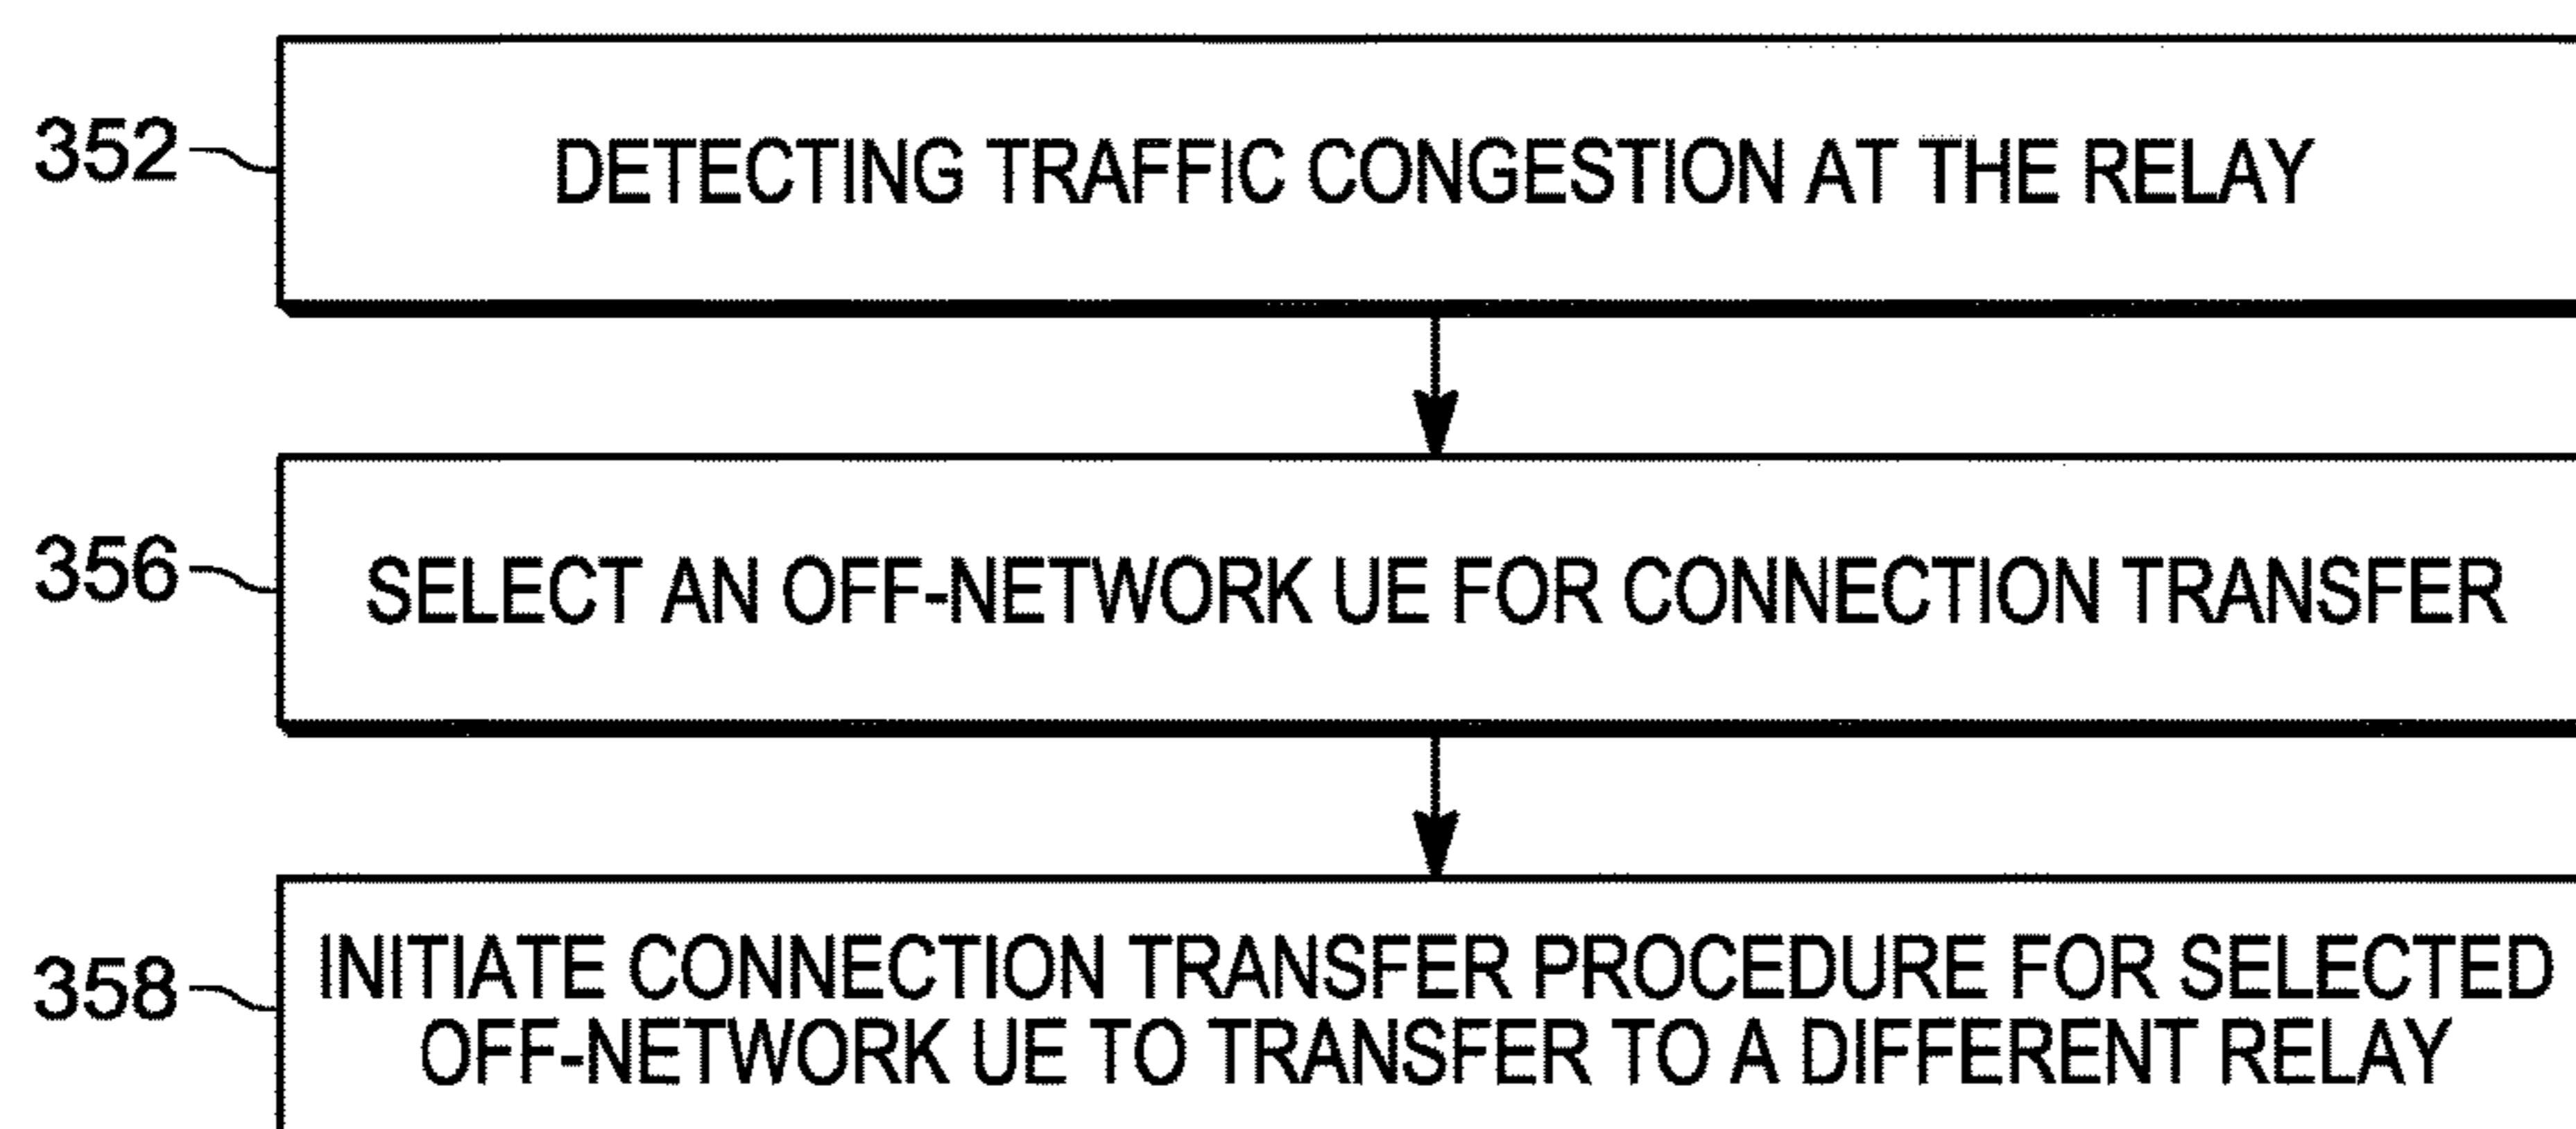 352
DETECTING TRAFFIC CONGESTION AT THE RELAY
356
SELECT AN OFF-NETWORK UE FOR CONNECTION TRANSFER
358
INITIATE CONNECTION TRANSFER PROCEDURE FOR SELECTED
OFF-NETWORK UE TO TRANSFER TO A DIFFERENT RELAY